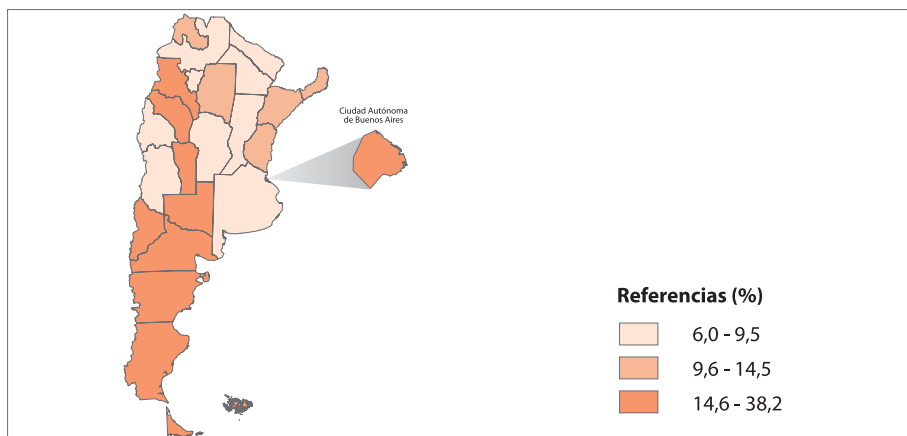 Ciudad Autónoma
de Buenos Aires
Referencias (%)
6,0 - 9,5
9,6 - 14,5
14,6 - 38,2